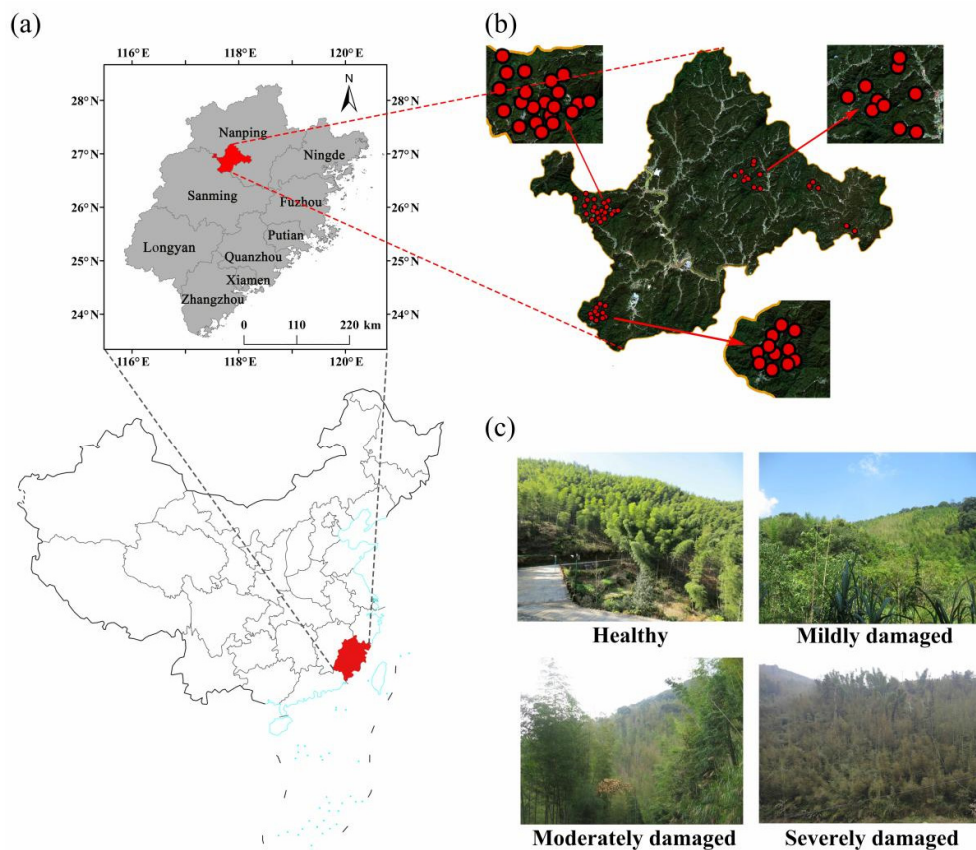 (a)
116°E 118°E 120°E
N
28°N 28°N
27°N 27°N
26°N 26°N
25°N 25°N
24°N 24°N
Nanping
Ningde
Sanming
Fuzhou
Putian
Longyan
Quanzhou
Xiamen
Zhangzhou
0 110 220 km
116°E 118°E 120°E
(b)
(c)
Healthy
Mildly damaged
Moderately damaged
Severely damaged